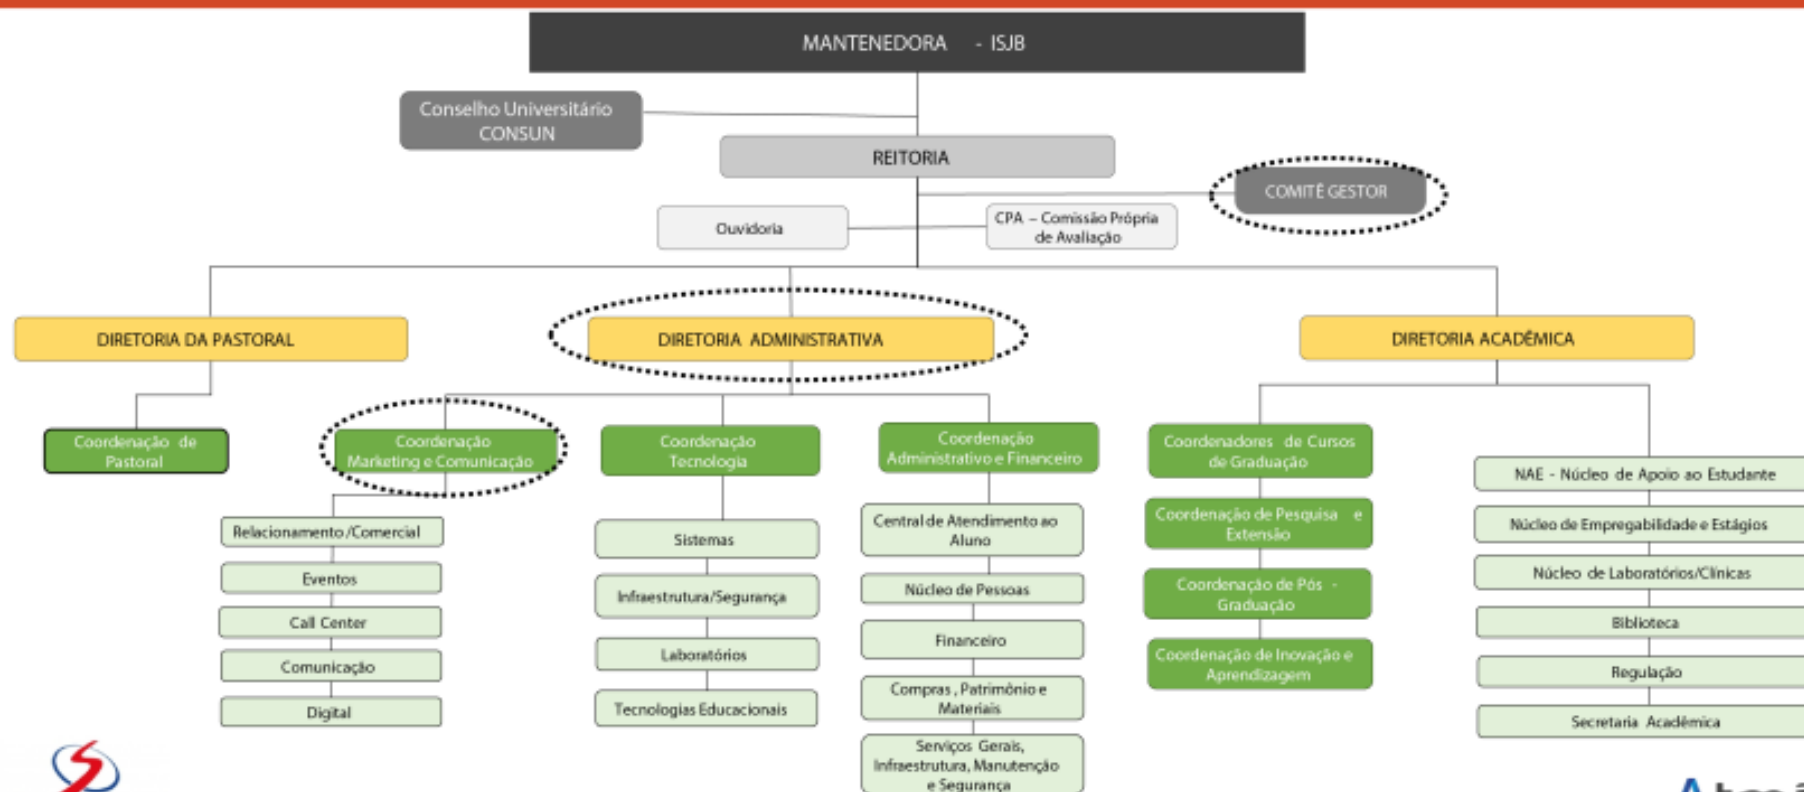 MANTENEDORA - ISJB
Conselho Universitário
CONSUN
REITORIA
COMITÊ GESTOR
Ouvidoria
CPA – Comissão Própria
de Avaliação
DIRETORIA DA PASTORAL
DIRETORIA ADMINISTRATIVA
DIRETORIA ACADÊMICA
Coordenação de
Pastoral
Coordenação
Marketing e Comunicação
Relacionamento /Comercial
Eventos
Call Center
Comunicação
Digital
Coordenação
Tecnologia
Sistemas
Infraestrutura/Segurança
Laboratórios
Tecnologias Educacionais
Coordenação
Administrativo e Financeiro
Central de Atendimento ao
Aluno
Núcleo de Pessoas
Financeiro
Compras , Patrimônio e
Materiais
Serviços Gerais,
Infraestrutura, Manutenção
e Segurança
Coordenadores de Cursos
de Graduação
Coordenação de Pesquisa e
Extensão
Coordenação de Pós -
Graduação
Coordenação de Inovação e
Aprendizagem
NAE - Núcleo de Apoio ao Estudante
Núcleo de Empregabilidade e Estágios
Núcleo de Laboratórios/Clínicas
Biblioteca
Regulação
Secretaria Acadêmica